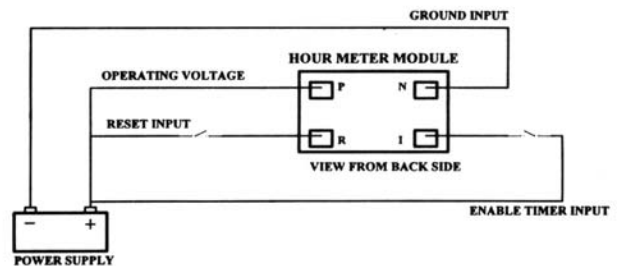 GROUND INPUT
HOUR METER MODULE
OPERATING VOLTAGE
P N
RESET INPUT
R I
VIEW FROM BACK SIDE
ENABLE TIMER INPUT
− +
POWER SUPPLY